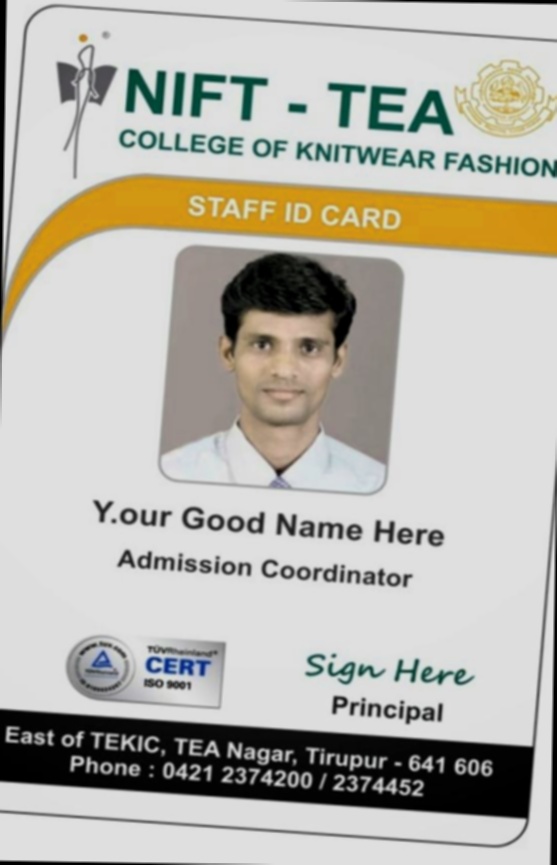 NIFT - TEA
COLLEGE OF KNITWEAR FASHION
STAFF ID CARD
Y.our Good Name Here
Admission Coordinator
TÜVRheinland
CERT
ISO 9001
Sign Here
Principal
East of TEKIC, TEA Nagar, Tirupur - 641 606
Phone : 0421 2374200 / 2374452